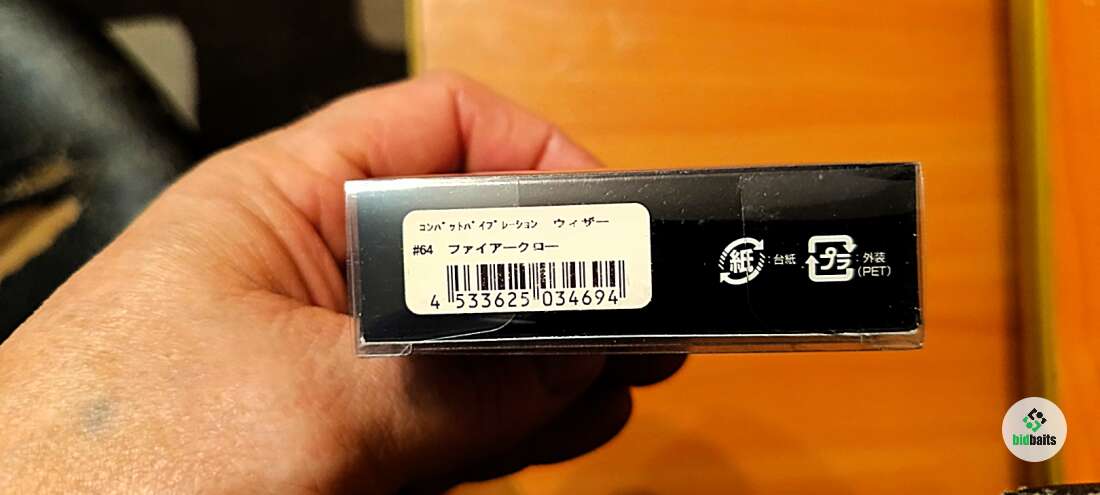 コンパットバイブレーション ウィザー
#64 ファイアークロー
4 533625 034694
紙 : 台紙
プラ : 外装
(PET)
bidbaits